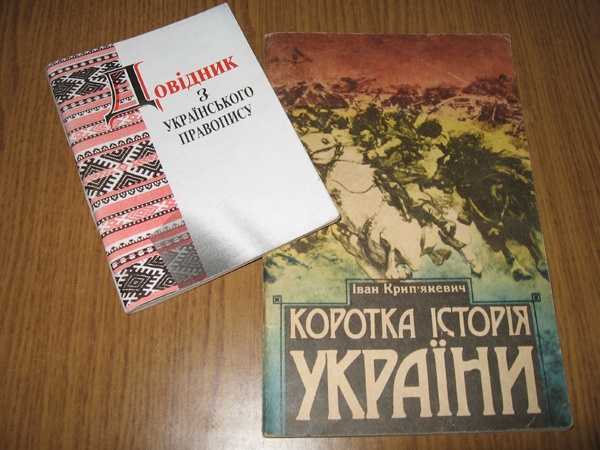 Довідник
з
УКРАЇНСЬКОГО
ПРАВОПИСУ
Іван Крип'якевич
КОРОТКА ІСТОРІЯ
УКРАЇНИ